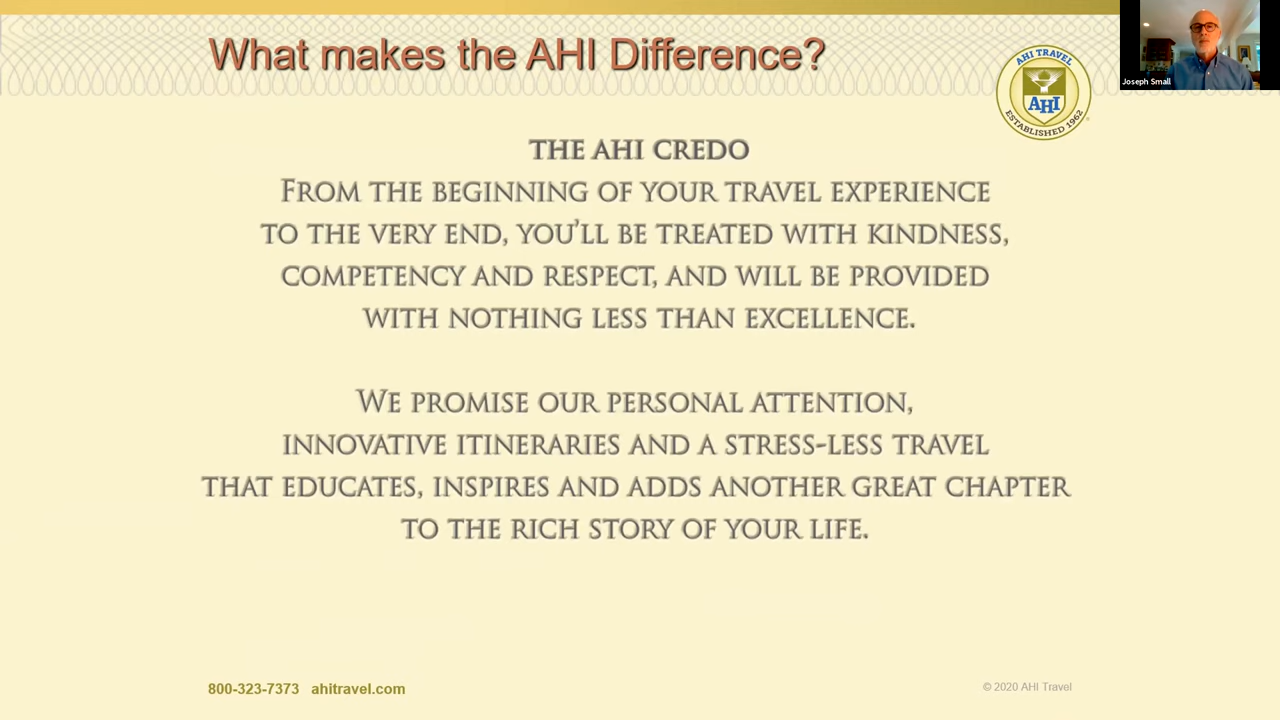 What makes the AHI Difference?
AHI TRAVEL
AHI
ESTABLISHED 1962
Joseph Small
THE AHI CREDO
FROM THE BEGINNING OF YOUR TRAVEL EXPERIENCE
TO THE VERY END, YOU'LL BE TREATED WITH KINDNESS,
COMPETENCY AND RESPECT, AND WILL BE PROVIDED
WITH NOTHING LESS THAN EXCELLENCE.
WE PROMISE OUR PERSONAL ATTENTION,
INNOVATIVE ITINERARIES AND A STRESS-LESS TRAVEL
THAT EDUCATES, INSPIRES AND ADDS ANOTHER GREAT CHAPTER
TO THE RICH STORY OF YOUR LIFE.
800-323-7373 ahitravel.com
© 2020 AHI Travel